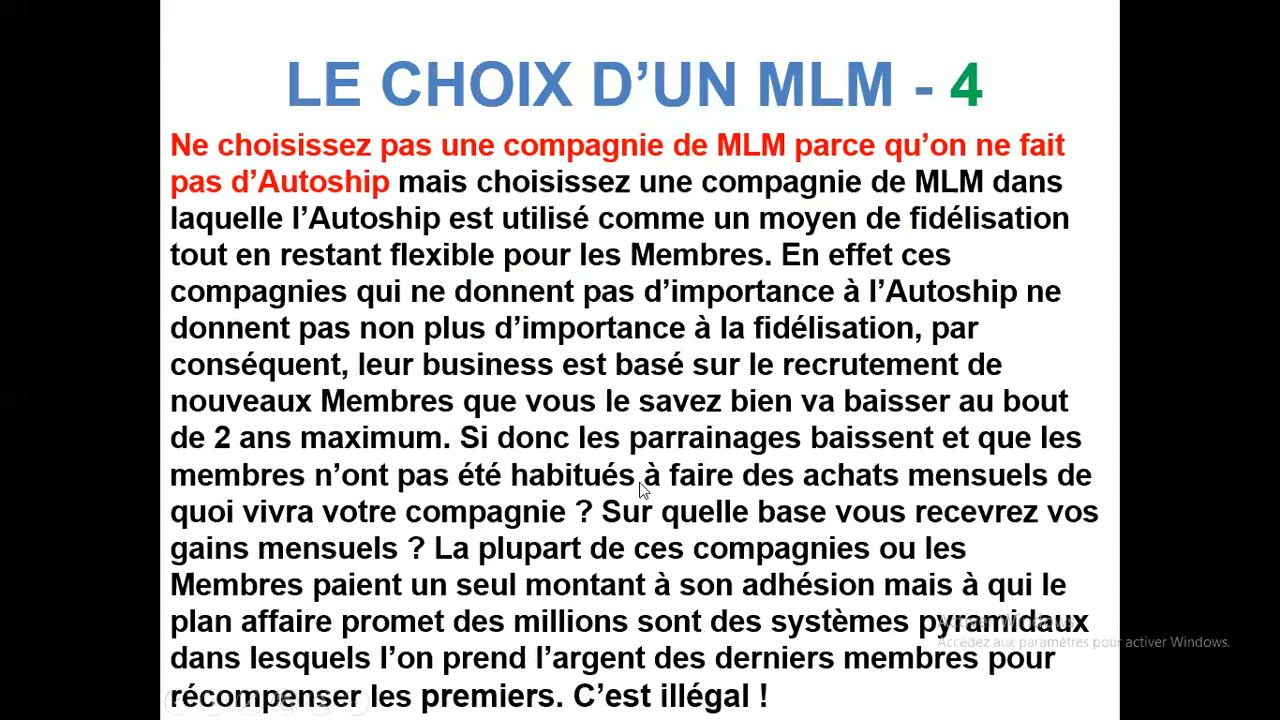 LE CHOIX D’UN MLM - 4
Ne choisissez pas une compagnie de MLM parce qu’on ne fait
pas d’Autoship mais choisissez une compagnie de MLM dans
laquelle l’Autoship est utilisé comme un moyen de fidélisation
tout en restant flexible pour les Membres. En effet ces
compagnies qui ne donnent pas d’importance à l’Autoship ne
donnent pas non plus d’importance à la fidélisation, par
conséquent, leur business est basé sur le recrutement de
nouveaux Membres que vous le savez bien va baisser au bout
de 2 ans maximum. Si donc les parrainages baissent et que les
membres n’ont pas été habitués à faire des achats mensuels de
quoi vivra votre compagnie ? Sur quelle base vous recevrez vos
gains mensuels ? La plupart de ces compagnies ou les
Membres paient un seul montant à son adhésion mais à qui le
plan affaire promet des millions sont des systèmes pyramidaux
dans lesquels l’on prend l’argent des derniers membres pour
récompenser les premiers. C’est illégal !
Activer Windows
Accédez aux paramètres pour activer Windows.